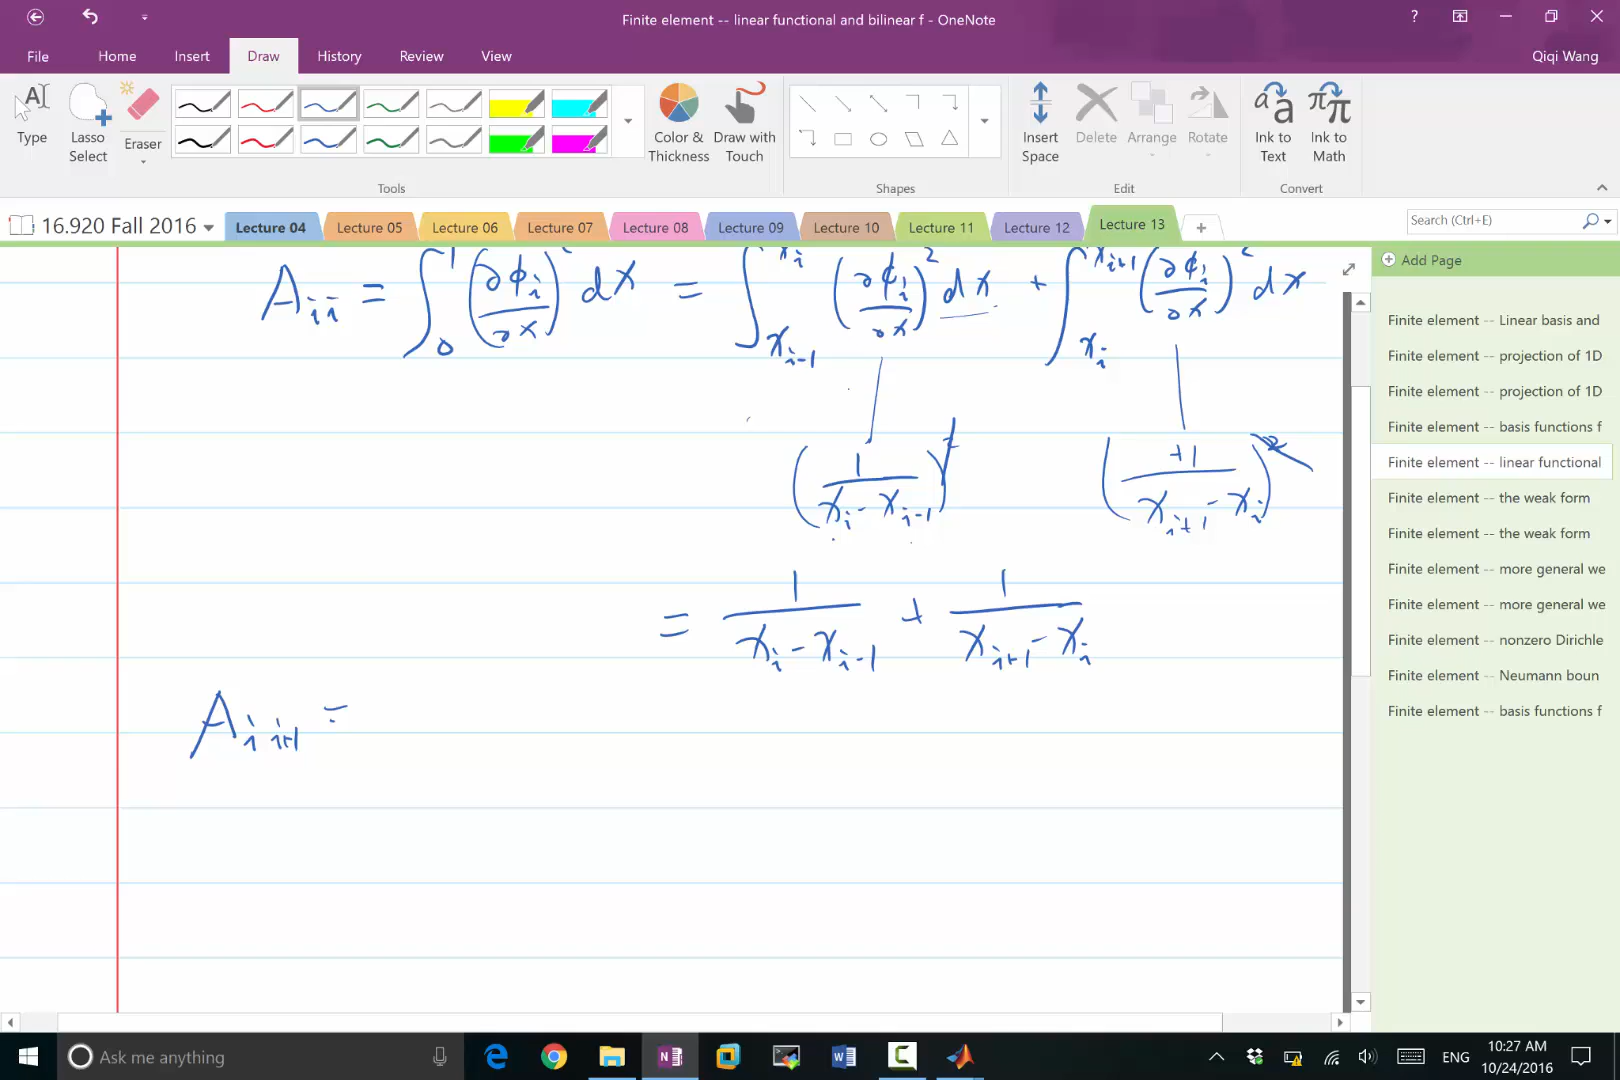 Finite element -- linear functional and bilinear f - OneNote
File Home Insert Draw History Review View Qiqi Wang
Type Lasso Select Eraser Color & Thickness Draw with Touch Insert Space Delete Arrange Rotate Ink to Text Ink to Math
Tools Shapes Edit Convert
16.920 Fall 2016 Lecture 04 Lecture 05 Lecture 06 Lecture 07 Lecture 08 Lecture 09 Lecture 10 Lecture 11 Lecture 12 Lecture 13 + Search (Ctrl+E)
A_{ii} = ∫_0^1 (∂ϕ_i/∂x)^2 dx = ∫_{x_{i-1}}^{x_i} (∂ϕ_i/∂x)^2 dx + ∫_{x_i}^{x_{i+1}} (∂ϕ_i/∂x)^2 dx
(1/(x_i - x_{i-1}))^2 (+1/(x_{i+1} - x_i))^2
= 1/(x_i - x_{i-1}) + 1/(x_{i+1} - x_i)
A_{i i+1} =
Add Page
Finite element -- Linear basis and
Finite element -- projection of 1D
Finite element -- projection of 1D
Finite element -- basis functions f
Finite element -- linear functional
Finite element -- the weak form
Finite element -- the weak form
Finite element -- more general we
Finite element -- more general we
Finite element -- nonzero Dirichle
Finite element -- Neumann boun
Finite element -- basis functions f
Ask me anything
ENG 10:27 AM
10/24/2016